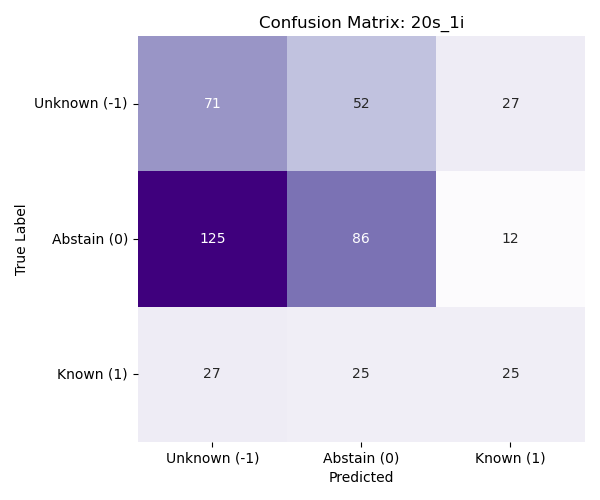 Confusion Matrix: 20s_1i
True Label
Unknown (-1) 71 52 27
Abstain (0) 125 86 12
Known (1) 27 25 25
Unknown (-1) Abstain (0) Known (1)
Predicted